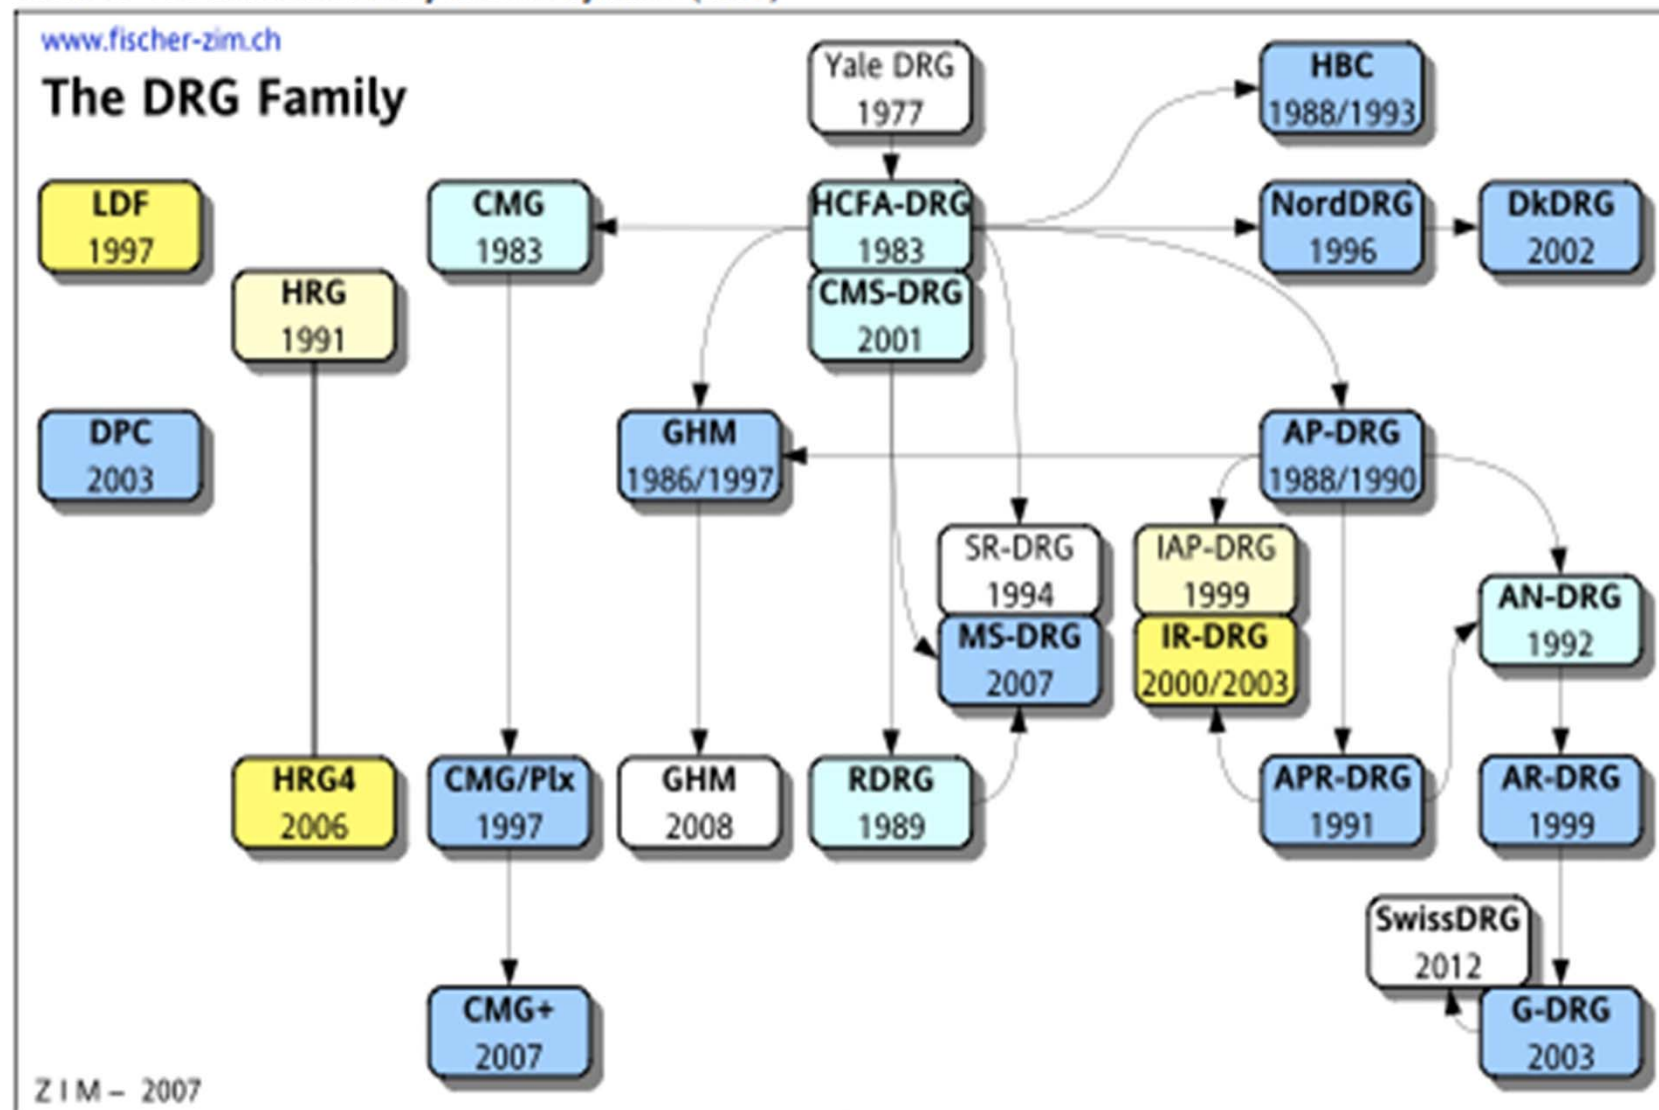 www.fischer-zim.ch
The DRG Family
Yale DRG
1977
HBC
1988/1993
LDF
1997
CMG
1983
HCFA-DRG
1983
NordDRG
1996
DkDRG
2002
HRG
1991
CMS-DRG
2001
DPC
2003
GHM
1986/1997
AP-DRG
1988/1990
SR-DRG
1994
IAP-DRG
1999
AN-DRG
1992
MS-DRG
2007
IR-DRG
2000/2003
HRG4
2006
CMG/Plx
1997
GHM
2008
RDRG
1989
APR-DRG
1991
AR-DRG
1999
SwissDRG
2012
CMG+
2007
G-DRG
2003
Z I M – 2007